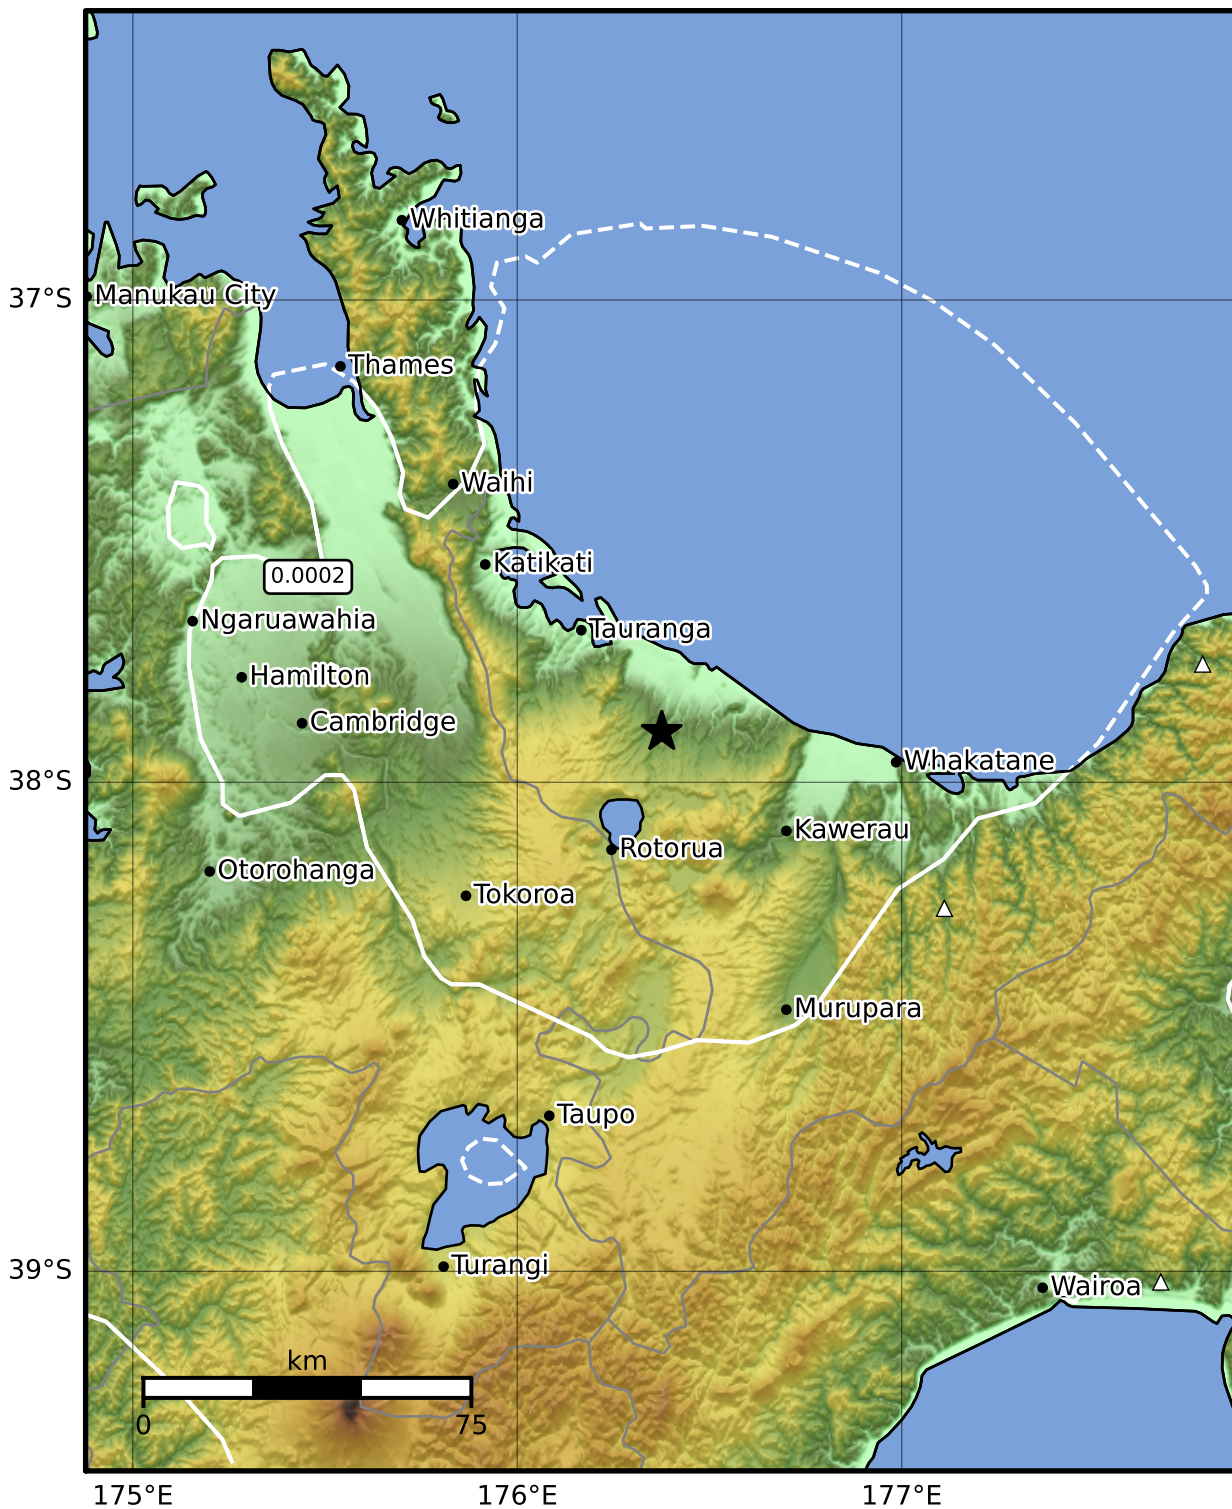 Whitianga
Manukau City
37°S
Thames
Waihi
Katikati
0.0002
Ngaruawahia
Tauranga
Hamilton
Cambridge
Whakatane
38°S
Kawerau
Rotorua
Otorohanga
Tokoroa
Murupara
Taupo
Turangi
39°S
Wairoa
km
0
75
175°E
176°E
177°E